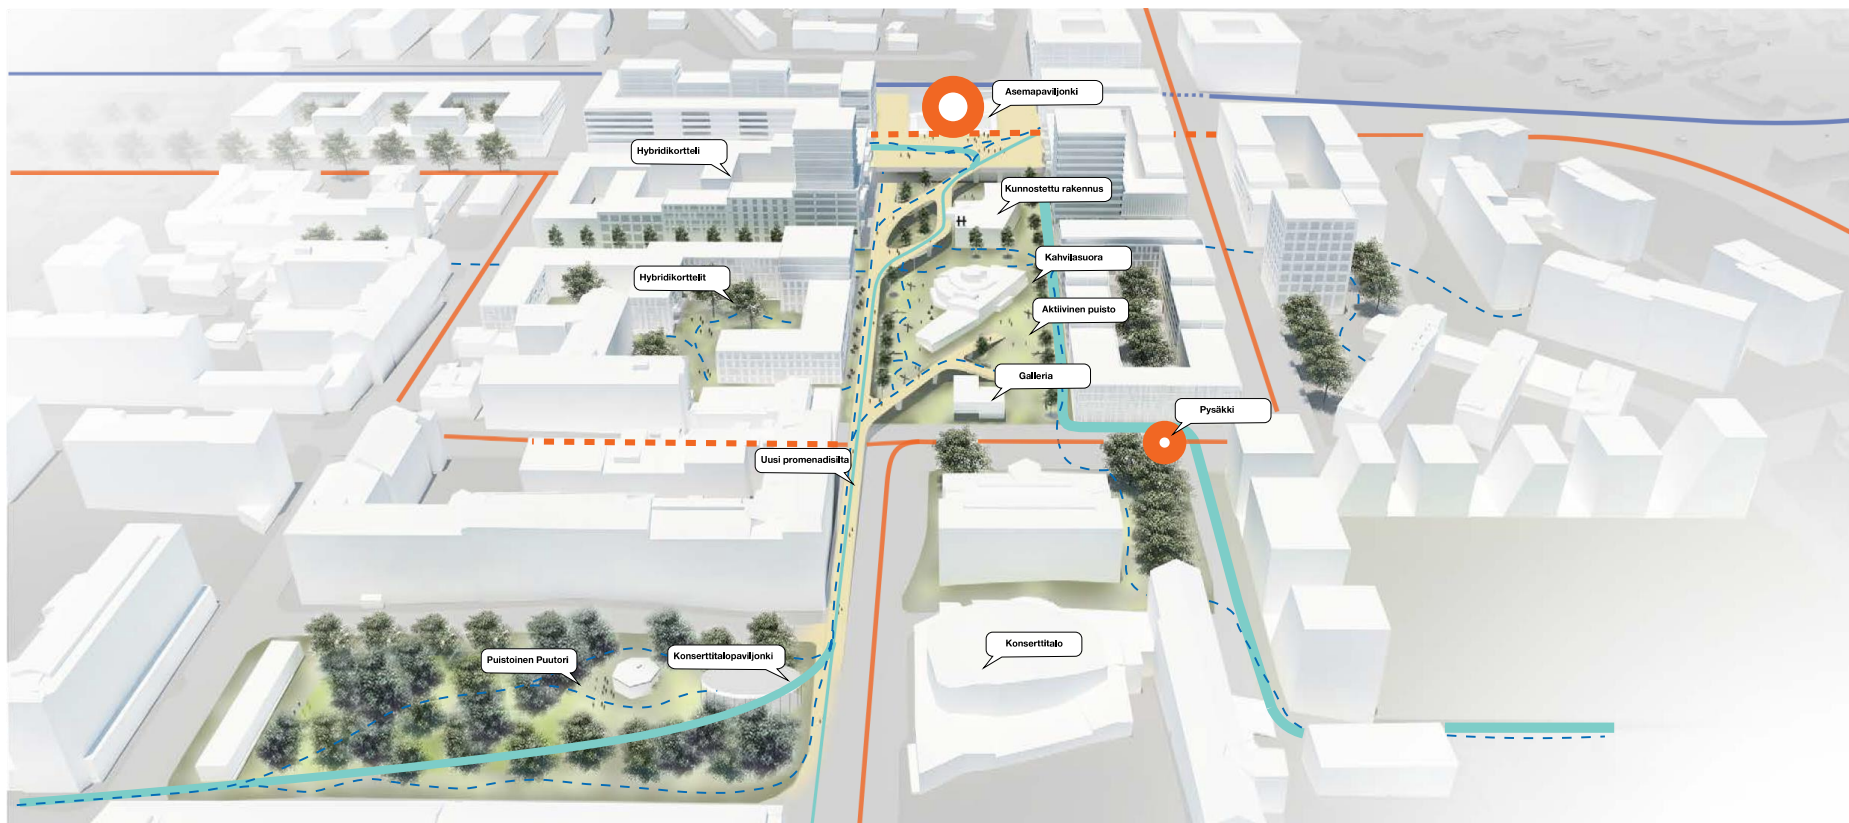 Asemapaviljonki
Hybridikortteli
Kunnostettu rakennus
Kahvilasuora
Hybridikorttelit
Aktiivinen puisto
Galleria
Pysäkki
Uusi promenadisilta
Konserttitalo
Konserttitalopaviljonki
Puistoinen Puutori